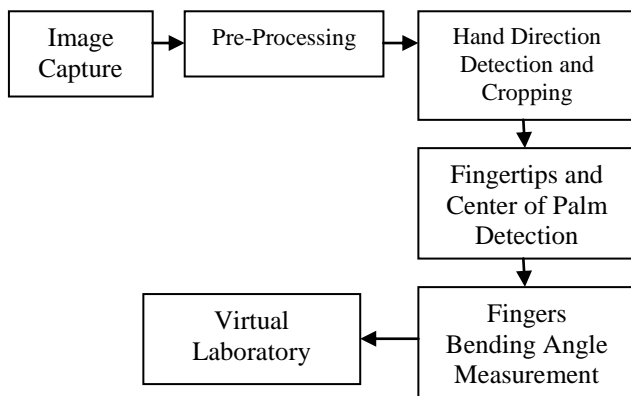 Image
Capture
Pre-Processing
Hand Direction
Detection and
Cropping
Fingertips and
Center of Palm
Detection
Fingers
Bending Angle
Measurement
Virtual
Laboratory